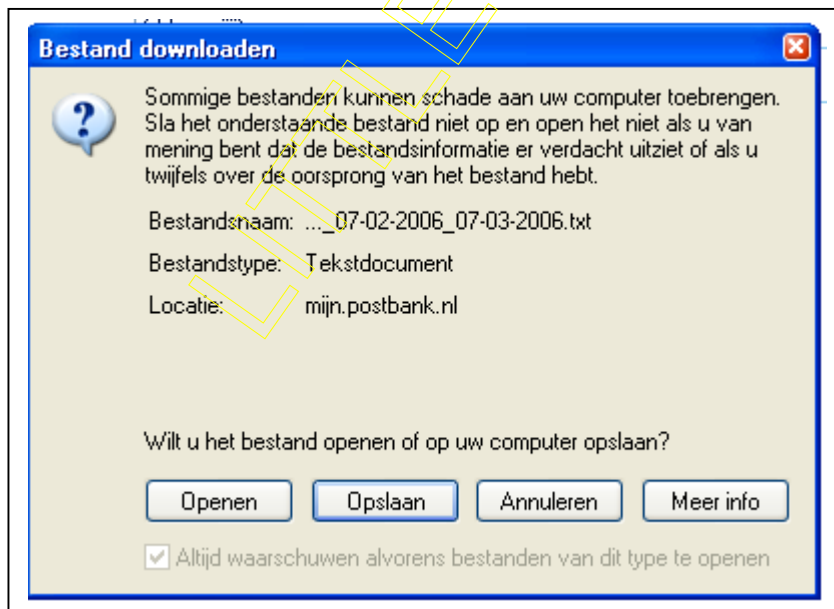 Bestand downloaden
Sommige bestanden kunnen schade aan uw computer toebrengen.
Sla het onderstaande bestand niet op en open het niet als u van
mening bent dat de bestandsinformatie er verdacht uitziet of als u
twijfels over de oorsprong van het bestand hebt.
Bestandsnaam: ..._07-02-2006_07-03-2006.txt
Bestandstype: Tekstdocument
Locatie: mijn.postbank.nl
Wilt u het bestand openen of op uw computer opslaan?
Openen Opslaan Annuleren Meer info
Altijd waarschuwen alvorens bestanden van dit type te openen